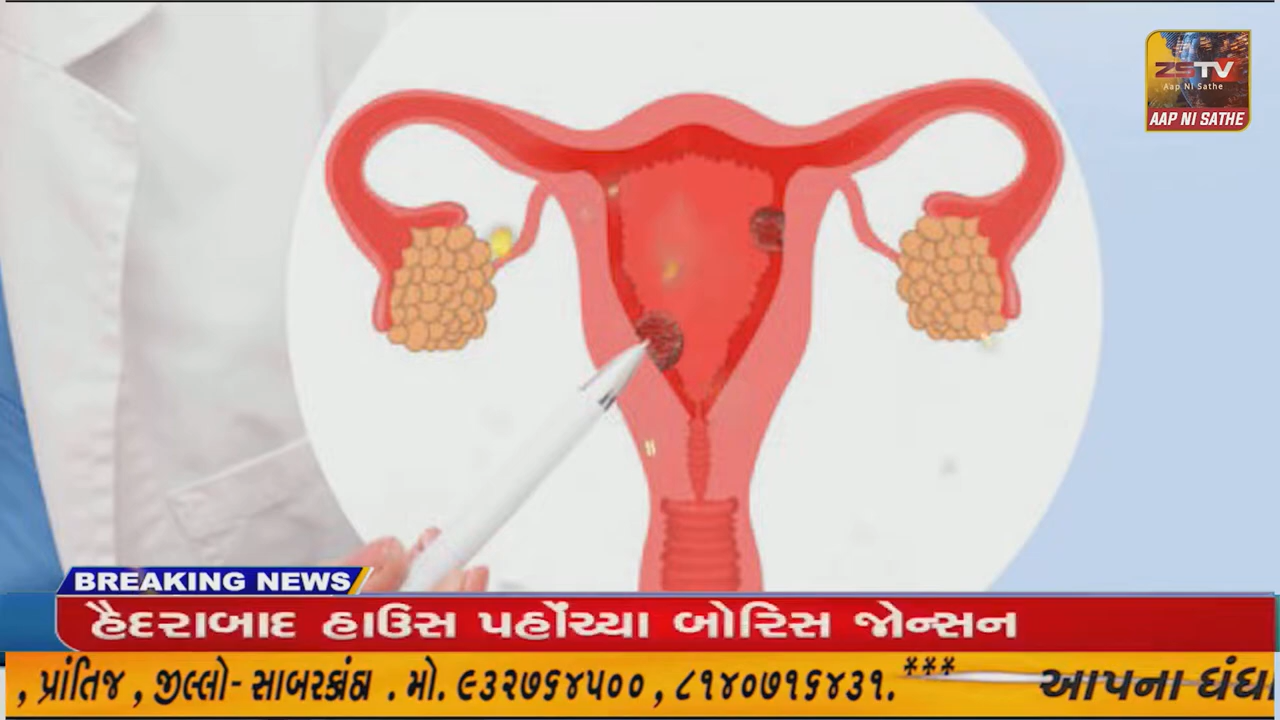 ZSTV
Aap Ni Sathe
AAP NI SATHE
BREAKING NEWS
હૈદરાબાદ હાઉસ પહોંચ્યા બોરિસ જોન્સન
, પ્રાંતિજ , જીલ્લો- સાબરકાંઠા . મો. ૯૩૨૭૬૪૫૦૦ , ૮૧૪૦૭૧૬૪૩૧. *** આપના ધંધા